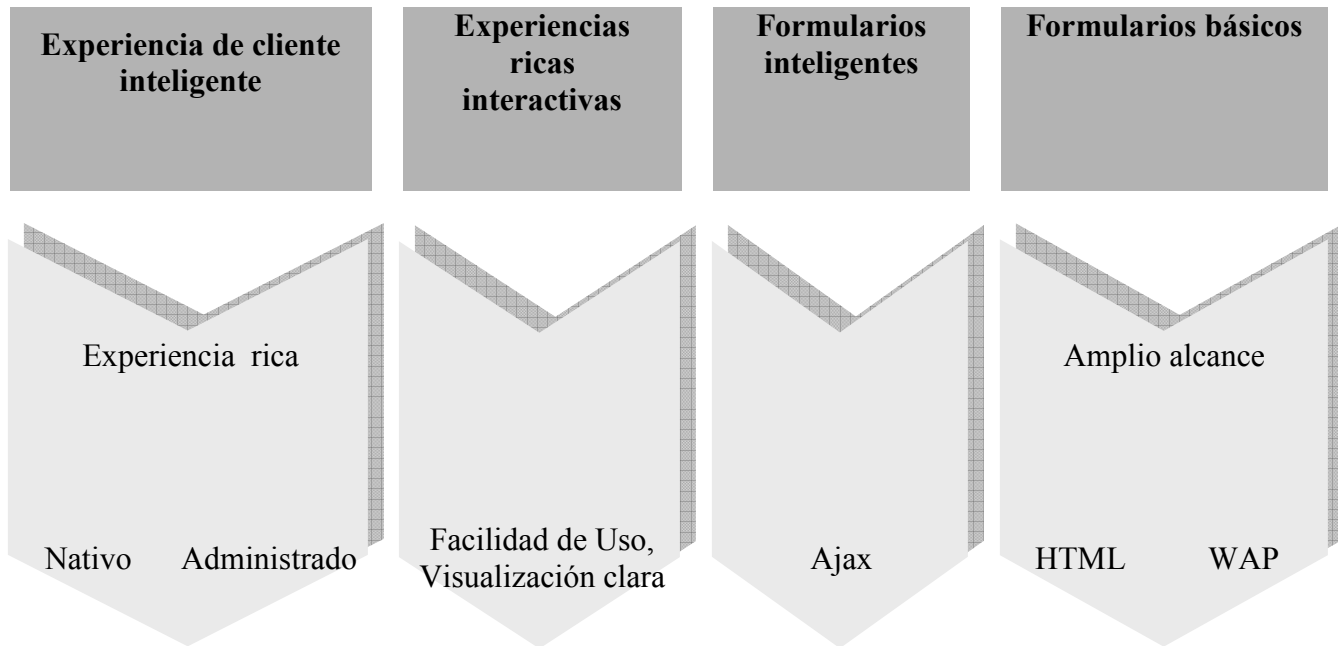 Experiencia de cliente
inteligente
Experiencias
ricas
interactivas
Formularios
inteligentes
Formularios básicos
Experiencia rica
Amplio alcance
Nativo
Administrado
Facilidad de Uso,
Visualización clara
Ajax
HTML
WAP